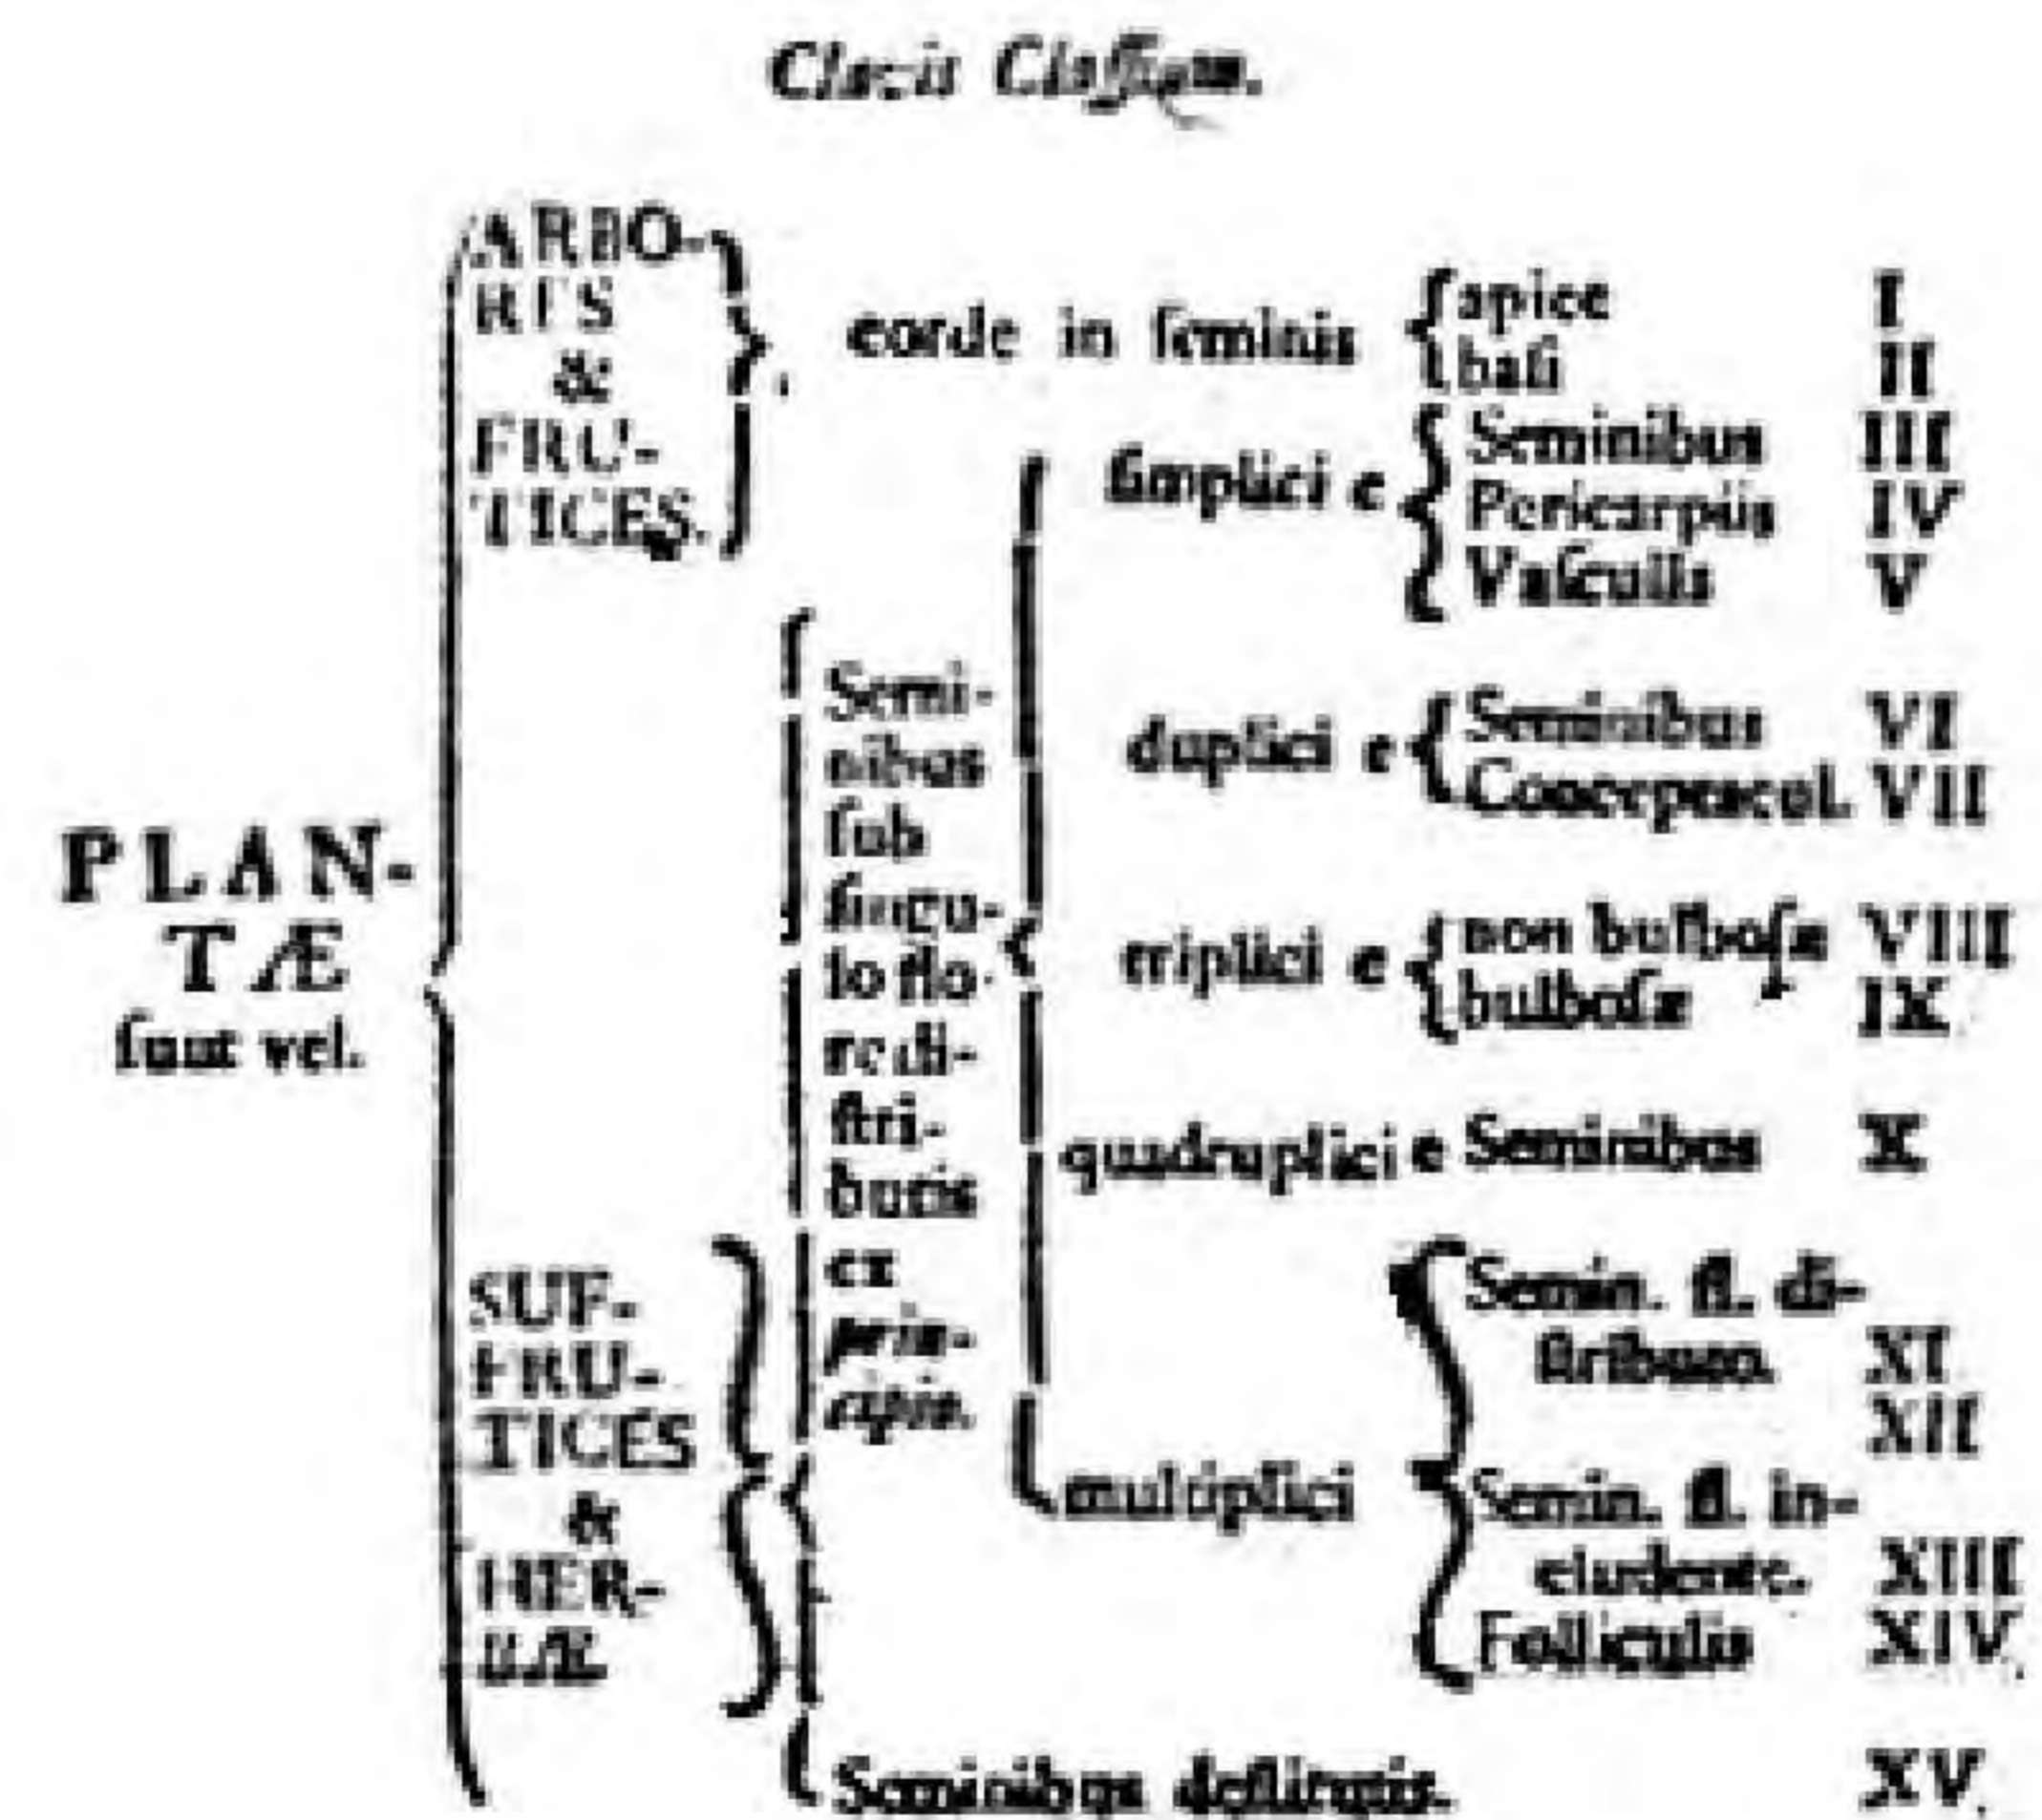 Clavis Classium.
ARBO-
RES
&
FRU-
TICES.
corde in seminis
apice I
basi II
simplici e
Seminibus III
Pericarpiis IV
Vasculis V
PLAN-
TÆ
sunt vel.
Semi-
nibus
sub
singu-
lo flo-
re di-
stri-
butis
ex
prin-
cipio.
duplici e
Seminibus VI
Conceptacul. VII
triplici e
non bulbosæ VIII
bulbosæ IX
quadruplici e Seminibus X
multiplici
Semin. fl. di-
stributo. XI
XII
Semin. fl. in-
cludente. XIII
Folliculis XIV
SUF-
FRU-
TICES
&
HER-
BÆ
Seminibus destitutis. XV.